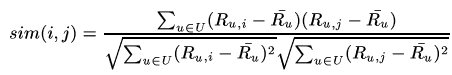 sim(i, j) = \frac{\sum_{u \in U}(R_{u,i} - \bar{R_u})(R_{u,j} - \bar{R_u})}{\sqrt{\sum_{u \in U}(R_{u,i} - \bar{R_u})^2}\sqrt{\sum_{u \in U}(R_{u,j} - \bar{R_u})^2}}